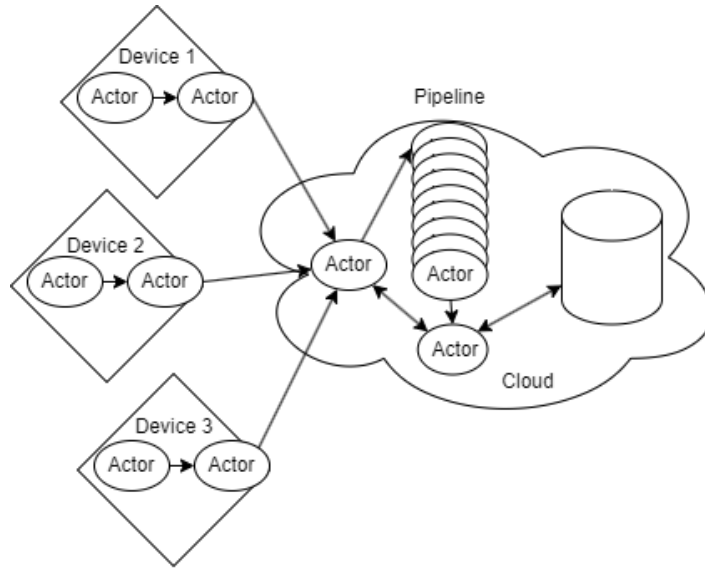 Device 1
Actor
Actor
Pipeline
Device 2
Actor
Actor
Actor
Actor
Actor
Cloud
Device 3
Actor
Actor